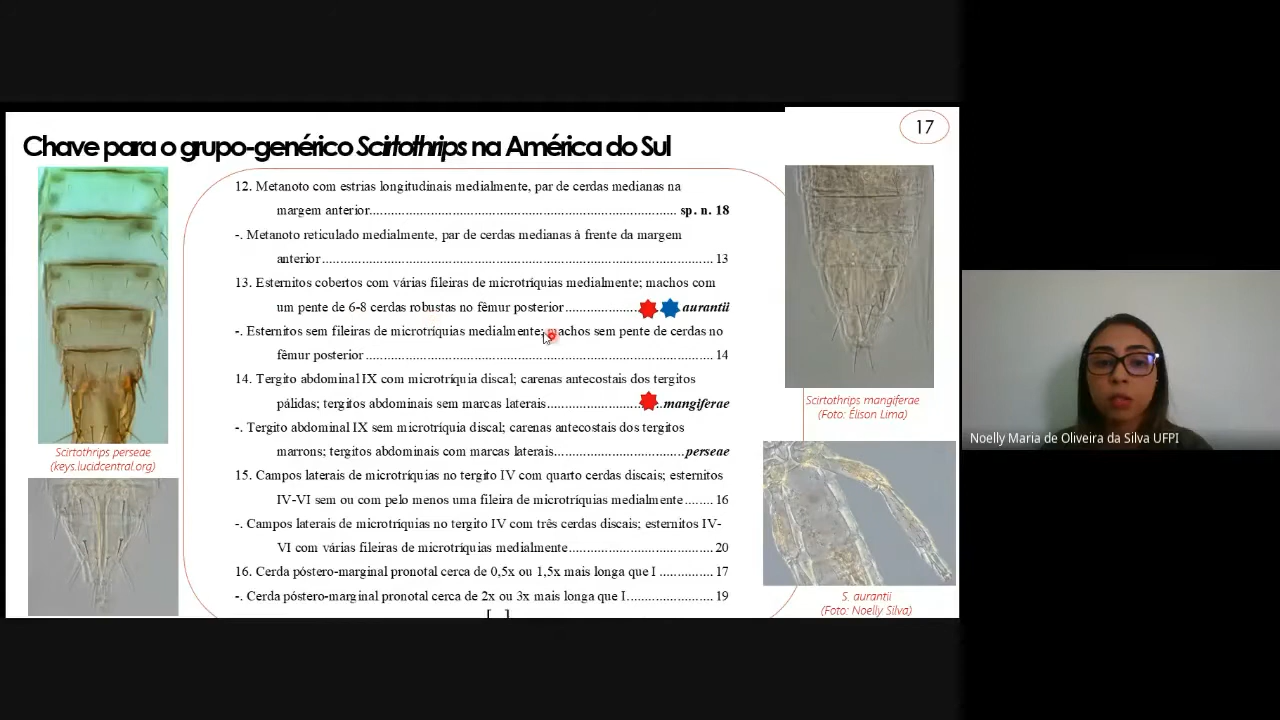 17
Chave para o grupo-genérico Scirtothrips na América do Sul
12. Metanoto com estrias longitudinais medialmente, par de cerdas medianas na
margem anterior.................................................................................... sp. n. 18
-. Metanoto reticulado medialmente, par de cerdas medianas à frente da margem
anterior........................................................................................................... 13
13. Esternitos cobertos com várias fileiras de microtríquias medialmente; machos com
um pente de 6-8 cerdas robustas no fêmur posterior.................... aurantii
-. Esternitos sem fileiras de microtríquias medialmente; machos sem pente de cerdas no
fêmur posterior ................................................................................................ 14
14. Tergito abdominal IX com microtríquia discal; carenas antecostais dos tergitos
pálidas; tergitos abdominais sem marcas laterais............................ mangiferae
-. Tergito abdominal IX sem microtríquia discal; carenas antecostais dos tergitos
marrons; tergitos abdominais com marcas laterais....................................perseae
15. Campos laterais de microtríquias no tergito IV com quarto cerdas discais; esternitos
IV-VI sem ou com pelo menos uma fileira de microtríquias medialmente........ 16
-. Campos laterais de microtríquias no tergito IV com três cerdas discais; esternitos IV-
VI com várias fileiras de microtríquias medialmente........................................ 20
16. Cerda póstero-marginal pronotal cerca de 0,5x ou 1,5x mais longa que I ............... 17
-. Cerda póstero-marginal pronotal cerca de 2x ou 3x mais longa que I........................ 19
Scirtothrips perseae
(keys.lucidcentral.org)
Scirtothrips mangiferae
(Foto: Élison Lima)
S. aurantii
(Foto: Noelly Silva)
Noelly Maria de Oliveira da Silva UFPI